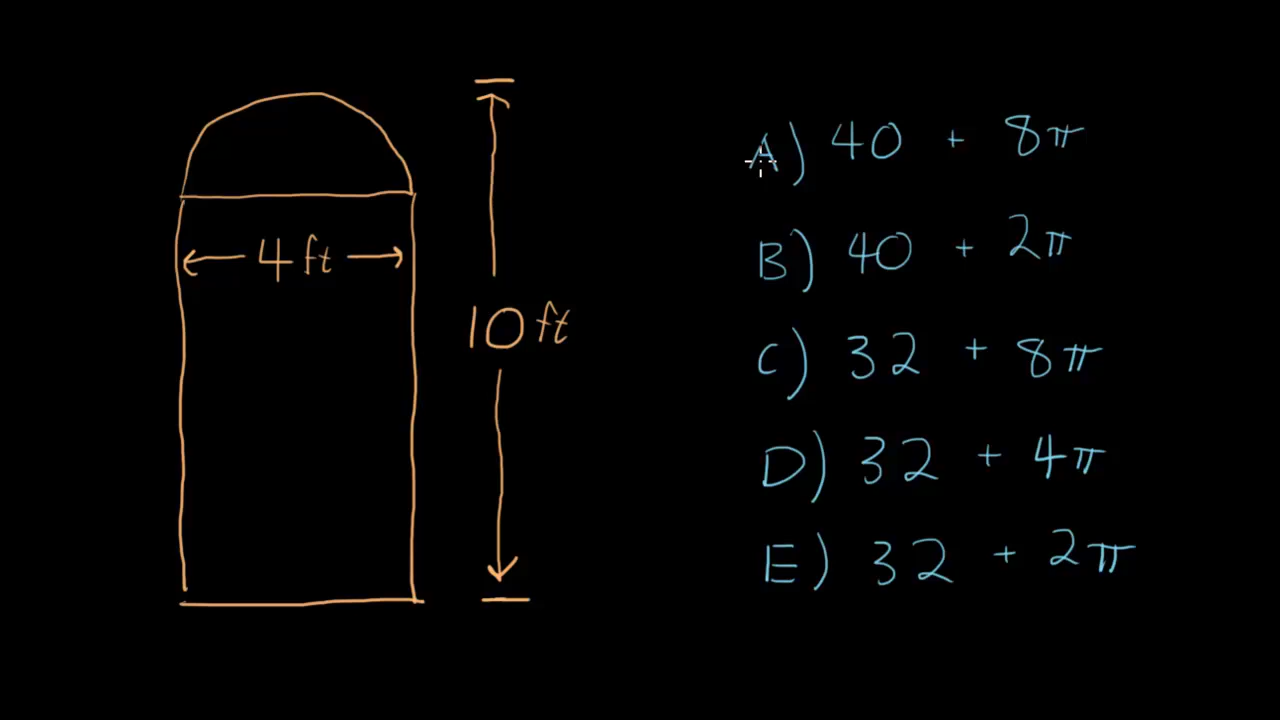 4 ft
10 ft
A) 40 + 8π
B) 40 + 2π
C) 32 + 8π
D) 32 + 4π
E) 32 + 2π